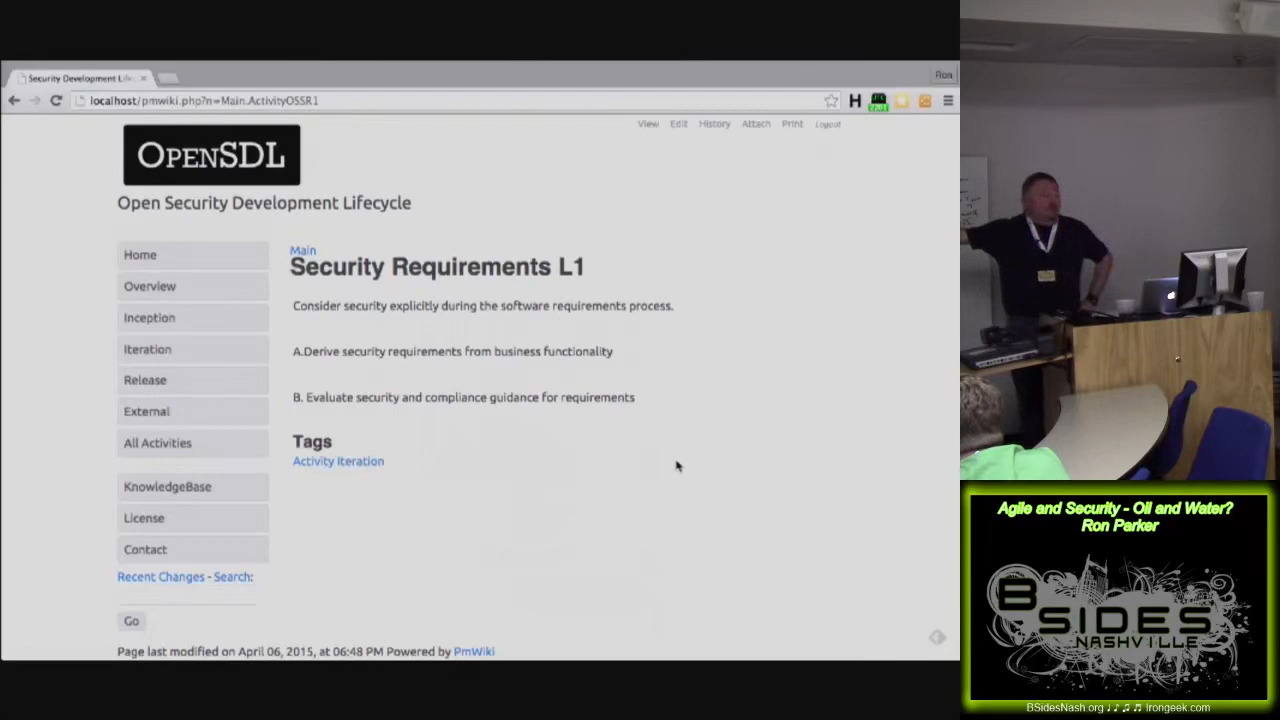 Security Development Life
Ron
localhost/pmwiki.php?n=Main.ActivityOSSR1
H
View Edit History Attach Print Logout
OPENSDL
Open Security Development Lifecycle
Home
Overview
Inception
Iteration
Release
External
All Activities
KnowledgeBase
License
Contact
Recent Changes - Search:
Go
Main
Security Requirements L1
Consider security explicitly during the software requirements process.
A.Derive security requirements from business functionality
B. Evaluate security and compliance guidance for requirements
Tags
Activity Iteration
Page last modified on April 06, 2015, at 06:48 PM Powered by PmWiki
Agile and Security - Oil and Water?
Ron Parker
BSIDES
NASHVILLE
BSidesNash.org ♩♪♫♬ Irongeek.com